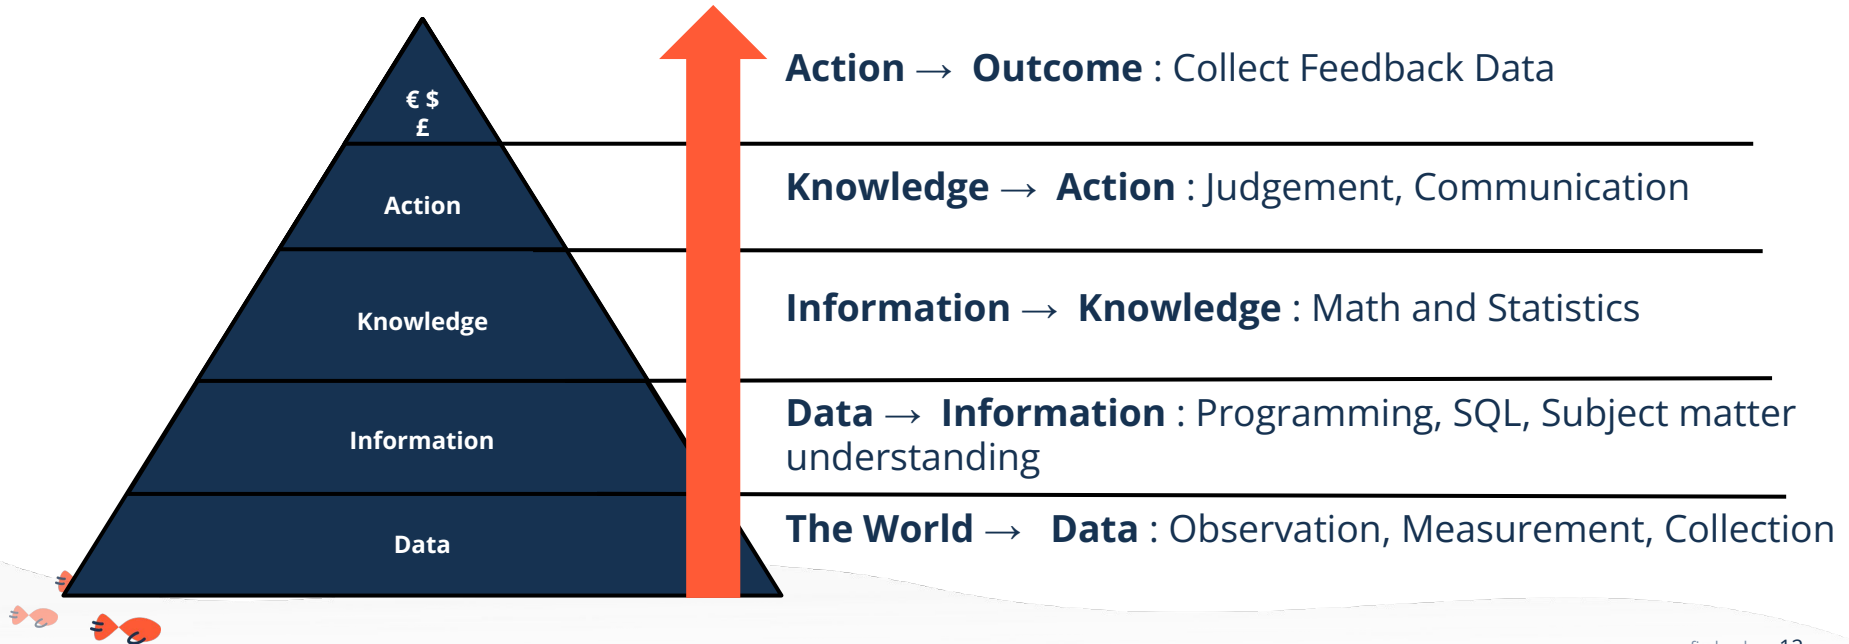 € $
£
Action → Outcome : Collect Feedback Data
Action
Knowledge → Action : Judgement, Communication
Knowledge
Information → Knowledge : Math and Statistics
Information
Data → Information : Programming, SQL, Subject matter
understanding
Data
The World → Data : Observation, Measurement, Collection